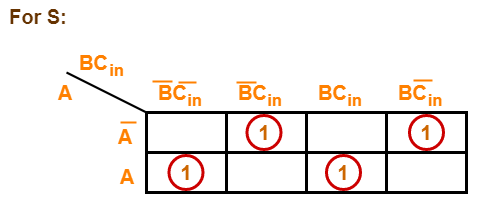 For S:
BCin
A B̅C̅in B̅Cin BCin BC̅in
A̅ 1 1
A 1 1